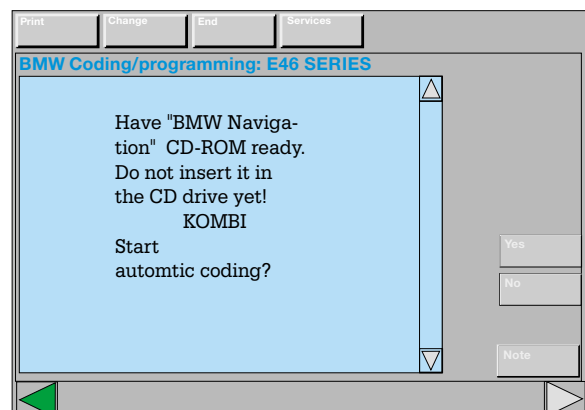 Print Change End Services
BMW Coding/programming: E46 SERIES
Have "BMW Naviga-
tion" CD-ROM ready.
Do not insert it in
the CD drive yet!
KOMBI
Start
automtic coding?
Yes
No
Note